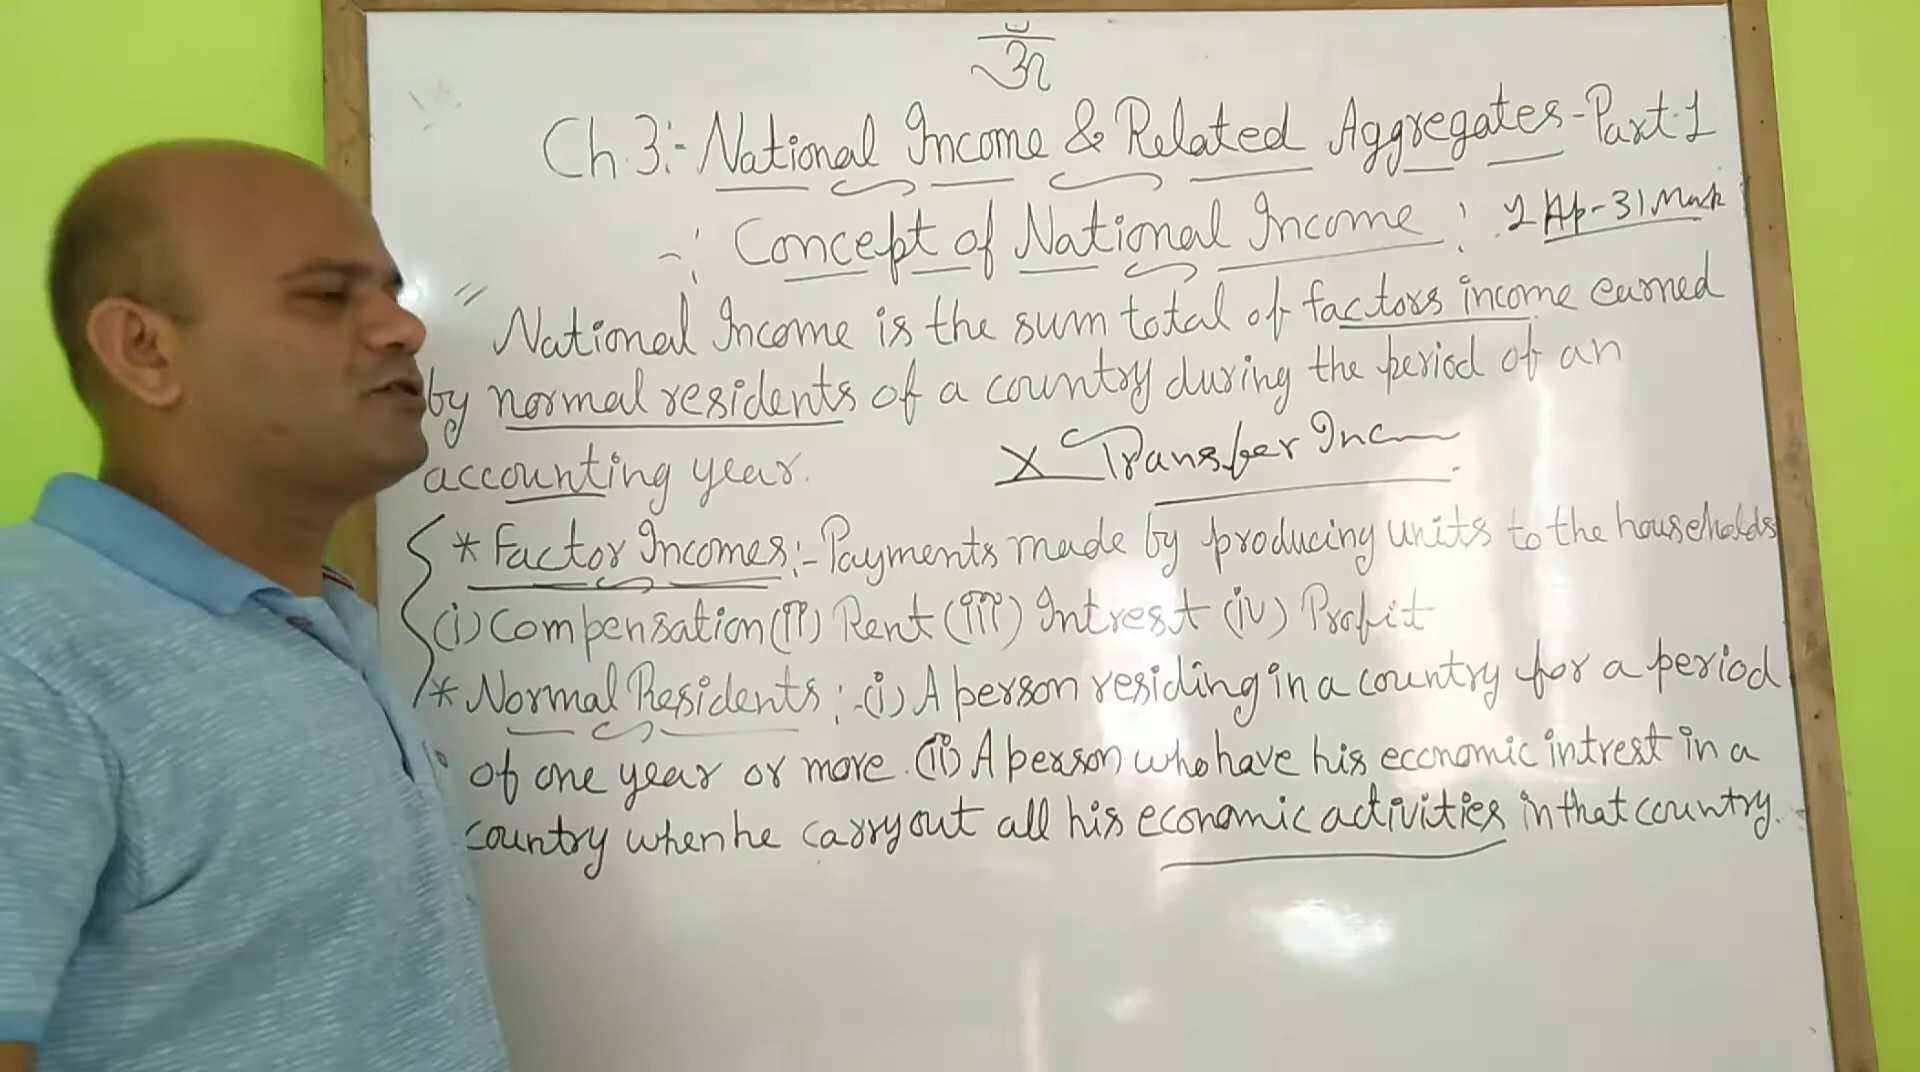 ॐ
Ch.3:- National Income & Related Aggregates-Part-1
-: Concept of National Income : 1 Ap-31 March
"National Income is the sum total of factors income earned
by normal residents of a country during the period of an
accounting year. X Transfer Inc
* Factor Incomes:- Payments made by producing units to the households
(i) Compensation (ii) Rent (iii) Intrest (iv) Profit
* Normal Residents:-(i) A person residing in a country for a period
of one year or more. (ii) A person who have his economic intrest in a
country when he carry out all his economic activities in that country.